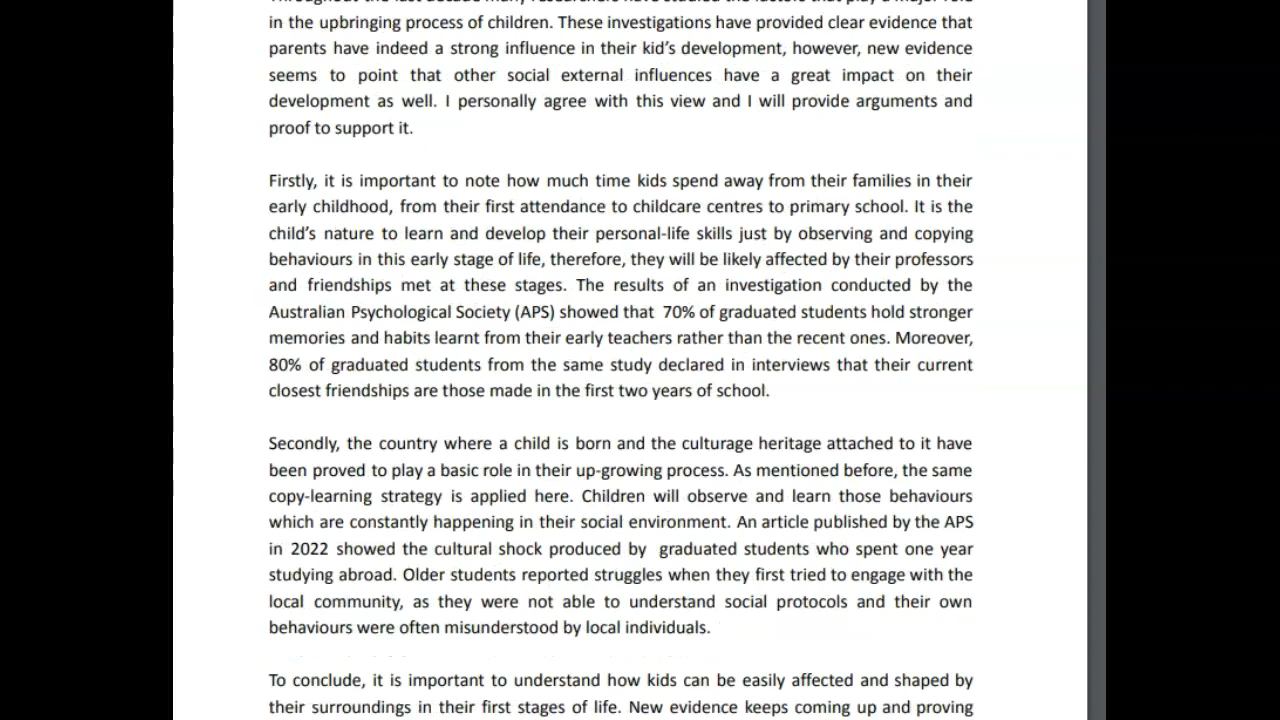 Throughout the last decade many researchers have studied the factors that play a major role
in the upbringing process of children. These investigations have provided clear evidence that
parents have indeed a strong influence in their kid's development, however, new evidence
seems to point that other social external influences have a great impact on their
development as well. I personally agree with this view and I will provide arguments and
proof to support it.
Firstly, it is important to note how much time kids spend away from their families in their
early childhood, from their first attendance to childcare centres to primary school. It is the
child's nature to learn and develop their personal-life skills just by observing and copying
behaviours in this early stage of life, therefore, they will be likely affected by their professors
and friendships met at these stages. The results of an investigation conducted by the
Australian Psychological Society (APS) showed that 70% of graduated students hold stronger
memories and habits learnt from their early teachers rather than the recent ones. Moreover,
80% of graduated students from the same study declared in interviews that their current
closest friendships are those made in the first two years of school.
Secondly, the country where a child is born and the culturage heritage attached to it have
been proved to play a basic role in their up-growing process. As mentioned before, the same
copy-learning strategy is applied here. Children will observe and learn those behaviours
which are constantly happening in their social environment. An article published by the APS
in 2022 showed the cultural shock produced by graduated students who spent one year
studying abroad. Older students reported struggles when they first tried to engage with the
local community, as they were not able to understand social protocols and their own
behaviours were often misunderstood by local individuals.
To conclude, it is important to understand how kids can be easily affected and shaped by
their surroundings in their first stages of life. New evidence keeps coming up and proving